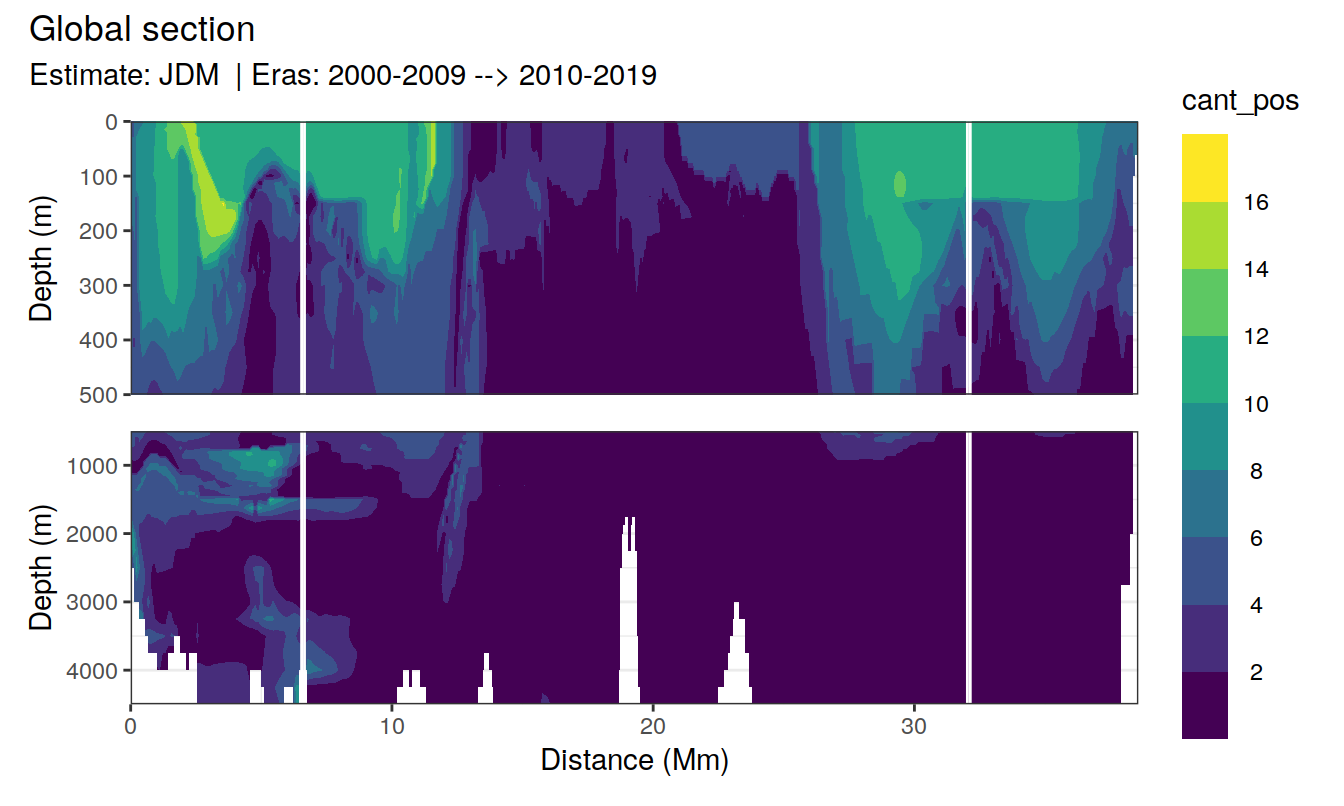 Global section
Estimate: JDM | Eras: 2000-2009 --> 2010-2019
cant_pos
16
14
12
10
8
6
4
2
Depth (m)
0
100
200
300
400
500
Depth (m)
1000
2000
3000
4000
0 10 20 30
Distance (Mm)